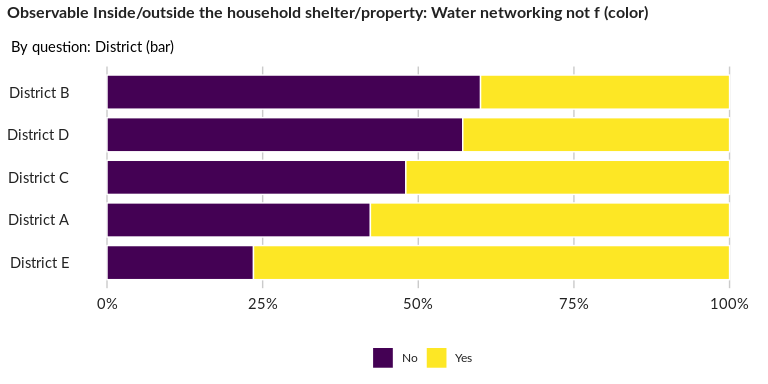 Observable Inside/outside the household shelter/property: Water networking not f (color)
By question: District (bar)
District B
District D
District C
District A
District E
0% 25% 50% 75% 100%
No Yes